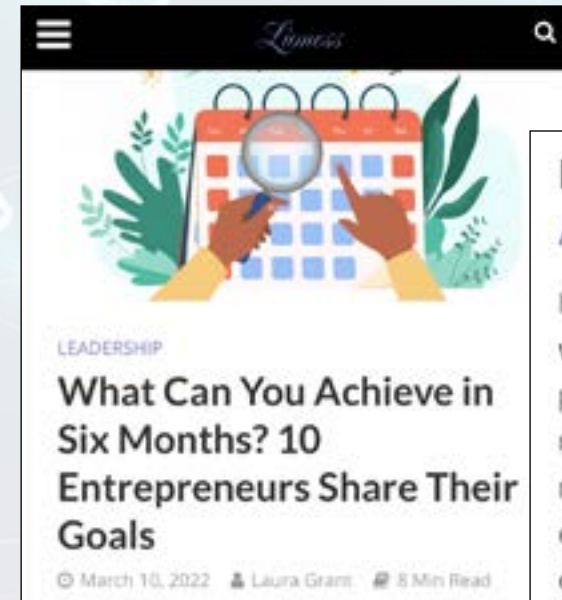 LEADERSHIP
What Can You Achieve in
Six Months? 10
Entrepreneurs Share Their
Goals
March 10, 2022 Laura Grant 8 Min Read